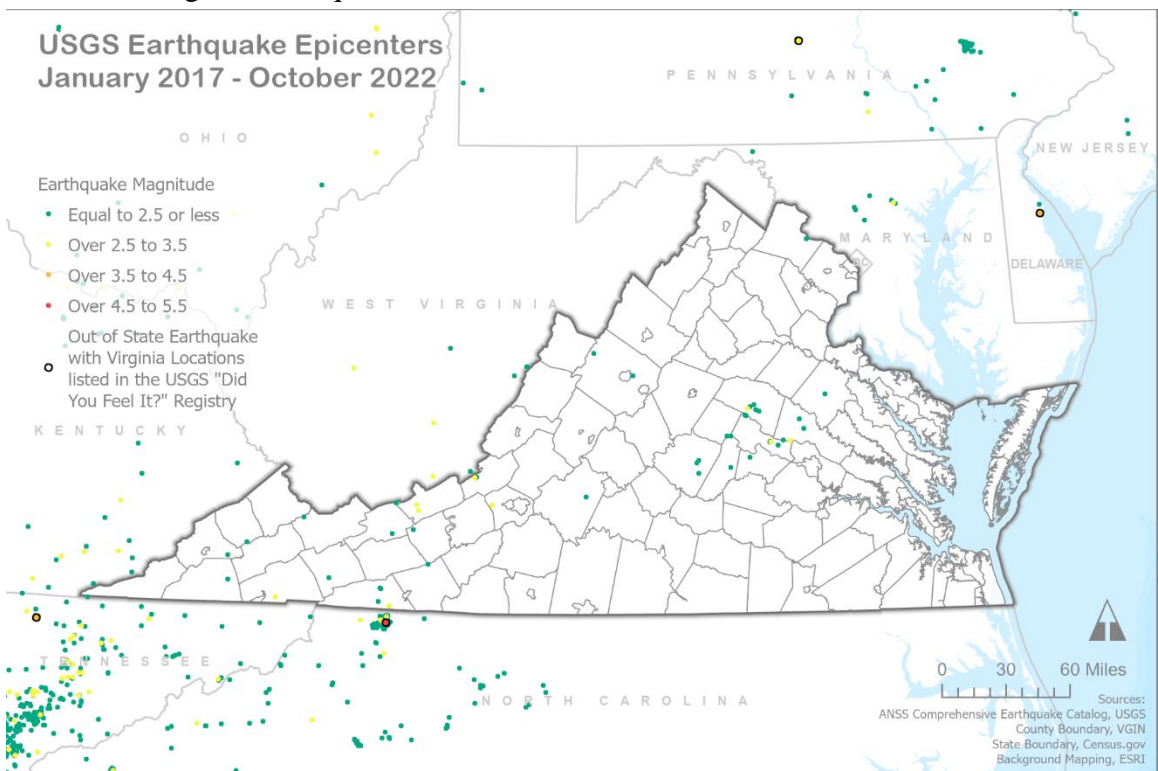 USGS Earthquake Epicenters
January 2017 - October 2022
PENNSYLVANIA
OHIO
NEW JERSEY
Earthquake Magnitude
Equal to 2.5 or less
Over 2.5 to 3.5
Over 3.5 to 4.5
Over 4.5 to 5.5
Out of State Earthquake
with Virginia Locations
listed in the USGS "Did
You Feel It?" Registry
MARYLAND
DC
DELAWARE
WEST VIRGINIA
KENTUCKY
TENNESSEE
NORTH CAROLINA
0 30 60 Miles
Sources:
ANSS Comprehensive Earthquake Catalog, USGS
County Boundary, VGIN
State Boundary, Census.gov
Background Mapping, ESRI